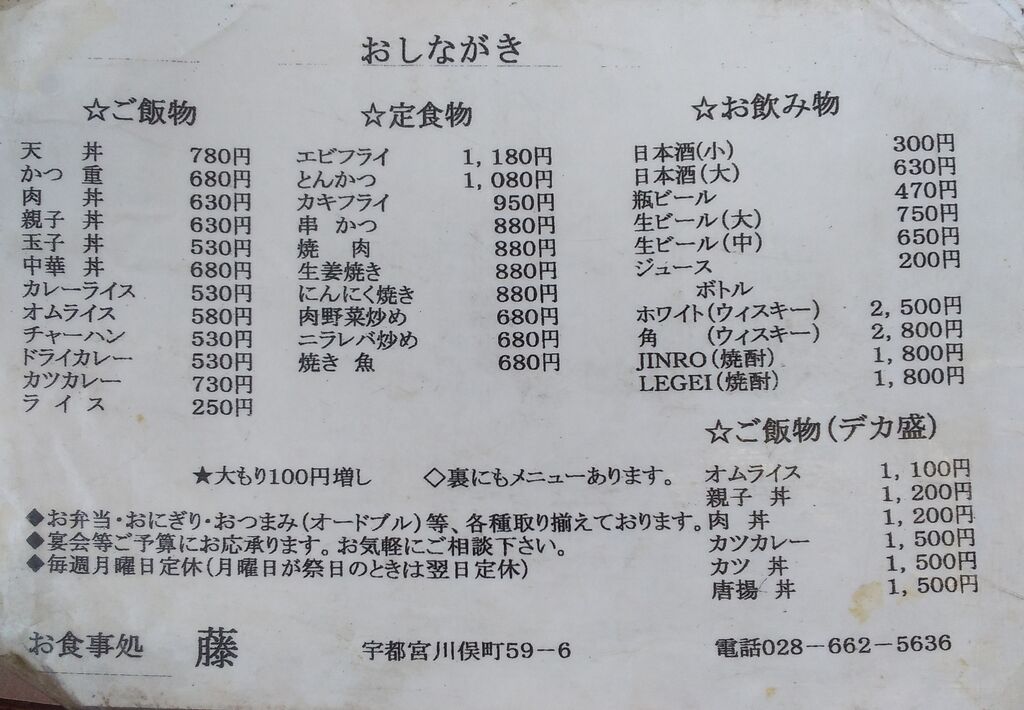 おしながき
☆ご飯物
天 丼 780円
かつ 重 680円
肉 丼 630円
親子 丼 630円
玉子 丼 530円
中華 丼 680円
カレーライス 530円
オムライス 580円
チャーハン 530円
ドライカレー 530円
カツカレー 730円
ラ イ ス 250円
☆定食物
エビフライ 1,180円
とんかつ 1,080円
カキフライ 950円
串 かつ 880円
焼 肉 880円
生姜焼き 880円
にんにく焼き 880円
肉野菜炒め 680円
ニラレバ炒め 680円
焼き 魚 680円
☆お飲み物
日本酒(小) 300円
日本酒(大) 630円
瓶ビール 470円
生ビール(大) 750円
生ビール(中) 650円
ジュース 200円
ボトル
ホワイト(ウィスキー) 2,500円
角 (ウィスキー) 2,800円
JINRO(焼酎) 1,800円
LEGEI(焼酎) 1,800円
☆ご飯物(デカ盛)
オムライス 1,100円
親子 丼 1,200円
肉 丼 1,200円
カツカレー 1,500円
カツ 丼 1,500円
唐揚 丼 1,500円
★大もり100円増し ◇裏にもメニューあります。
◆お弁当・おにぎり・おつまみ(オードブル)等、各種取り揃えております。
◆宴会等ご予算にお応承ります。お気軽にご相談下さい。
◆毎週月曜日定休(月曜日が祭日のときは翌日定休)
お食事処 藤 宇都宮川俣町59-6 電話028-662-5636